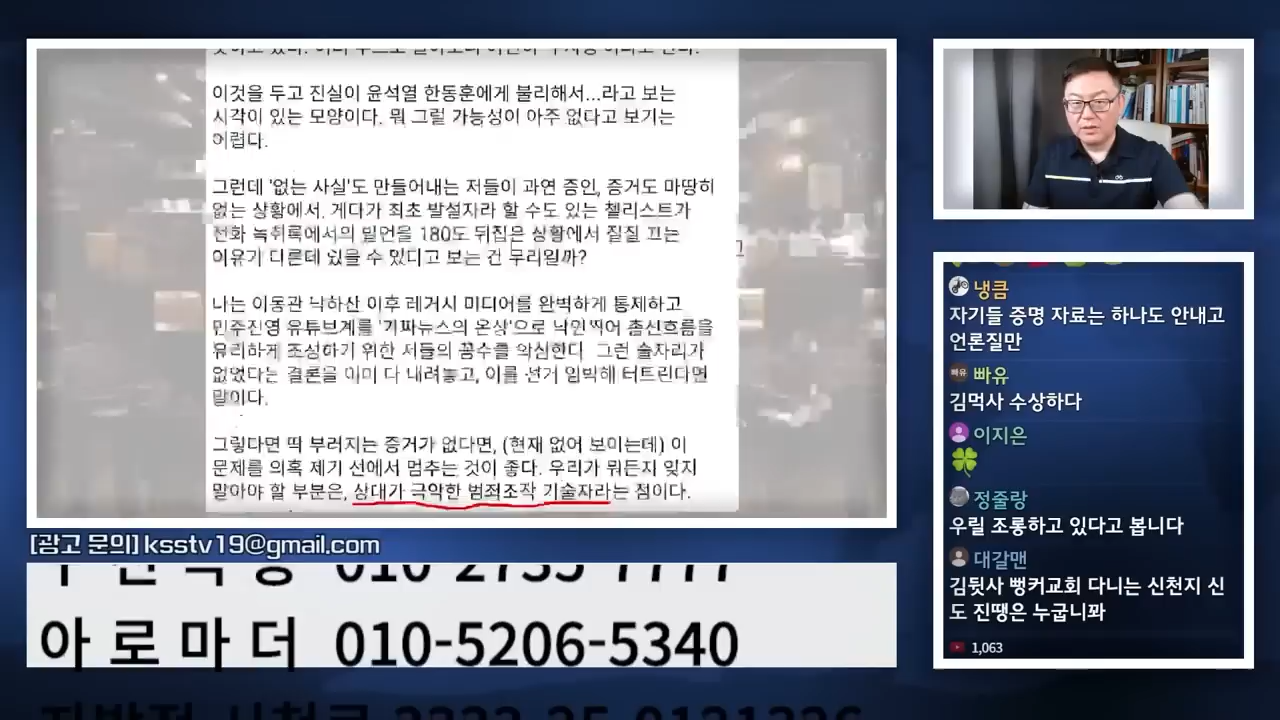 이것을 두고 진실이 윤석열 한동훈에게 불리해서...라고 보는
시각이 있는 모양이다. 뭐 그럴 가능성이 아주 없다고 보기는
어렵다.
그런데 '없는 사실'도 만들어내는 저들이 과연 증인, 증거도 마땅히
없는 상황에서. 게다가 최초 발설자라 할 수도 있는 첼리스트가
전화 녹취록에서의 발언을 180도 뒤집은 상황에서 질질 끄는
이유가 다른데 있을 수 있다고 보는 건 무리일까?
나는 이동관 낙하산 이후 레거시 미디어를 완벽하게 통제하고
민주진영 유튜브계를 '가짜뉴스의 온상'으로 낙인찍어 총선흐름을
유리하게 조성하기 위한 저들의 꼼수를 의심한다 그런 술자리가
없었다는 결론을 이미 다 내려놓고, 이를 선거 임박해 터트린다면
말이다.
그렇다면 딱 부러지는 증거가 없다면, (현재 없어 보이는데) 이
문제를 의혹 제기 선에서 멈추는 것이 좋다. 우리가 뭐든지 잊지
말아야 할 부분은, 상대가 극악한 범죄조작 기술자라는 점이다.
[광고 문의] ksstv19@gmail.com
아로마더 010-5206-5340
냉큼
자기들 증명 자료는 하나도 안내고
언론질만
빠유
빠유
김먹사 수상하다
이지은
정줄랑
우릴 조롱하고 있다고 봅니다
대갈맨
김뒷사 뻥커교회 다니는 신천지 신
도 진땡은 누굽니꽈
1,063